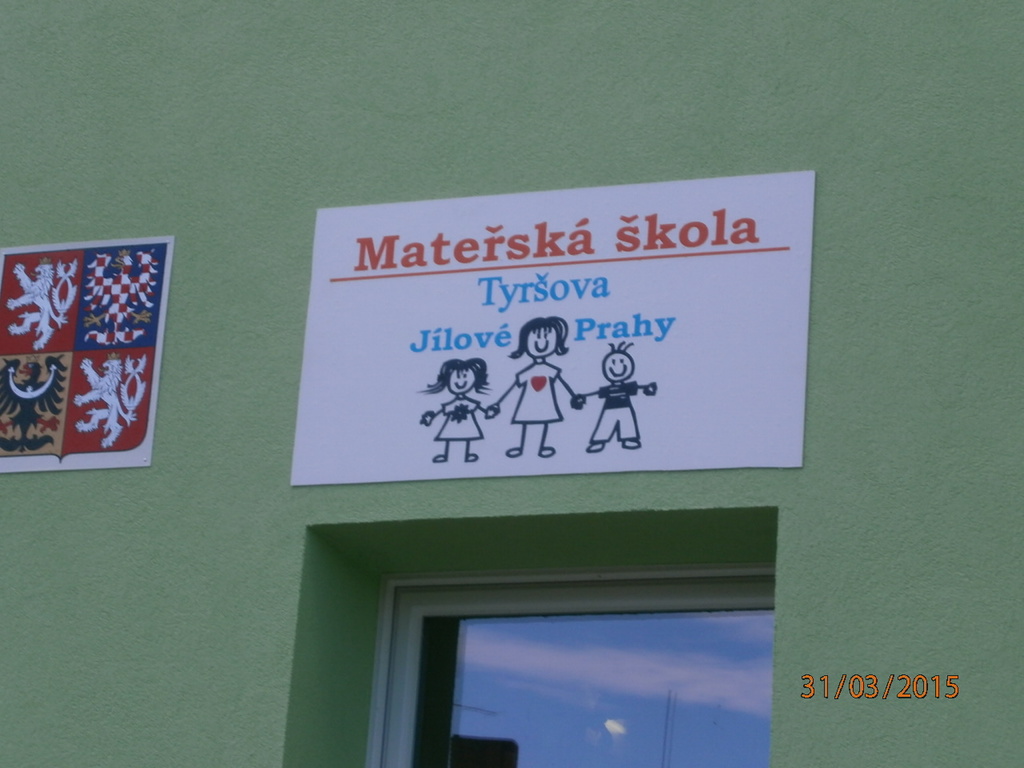 Mateřská škola
Tyršova
Jílové Prahy
31/03/2015